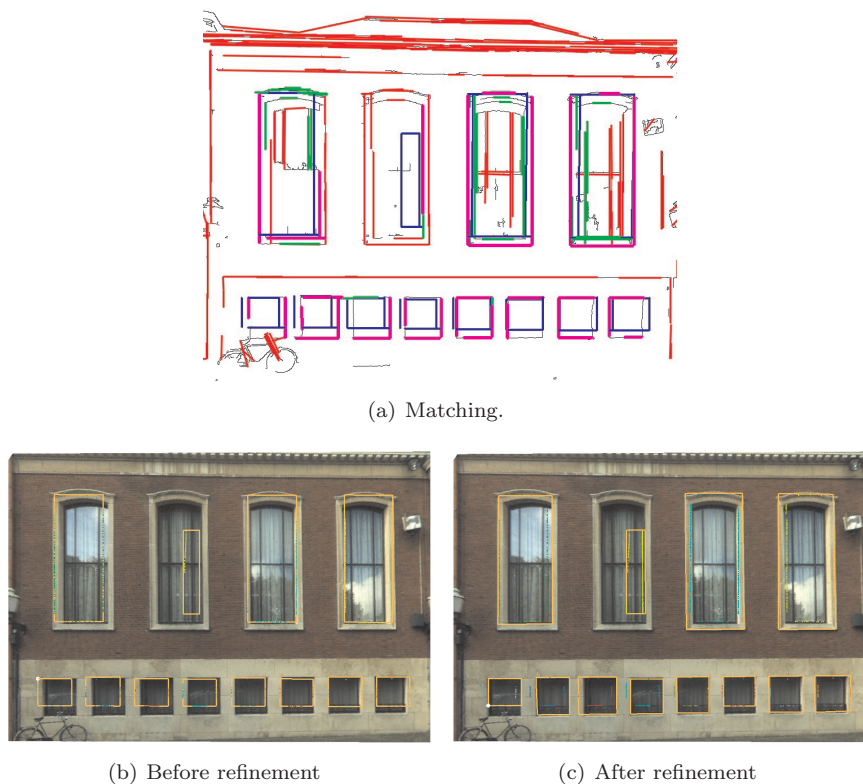 (a) Matching.
(b) Before refinement
(c) After refinement